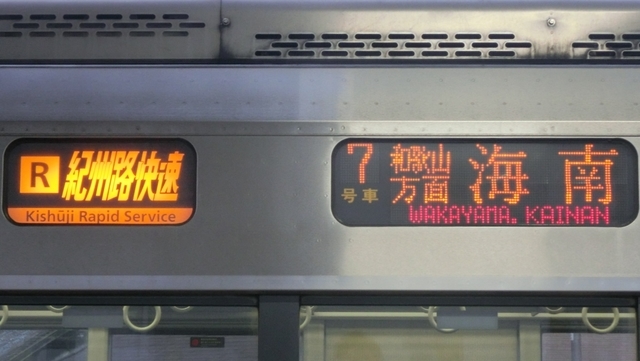 R 紀州路快速
Kishūji Rapid Service
7号車
和歌山方面 海南
WAKAYAMA. KAINAN